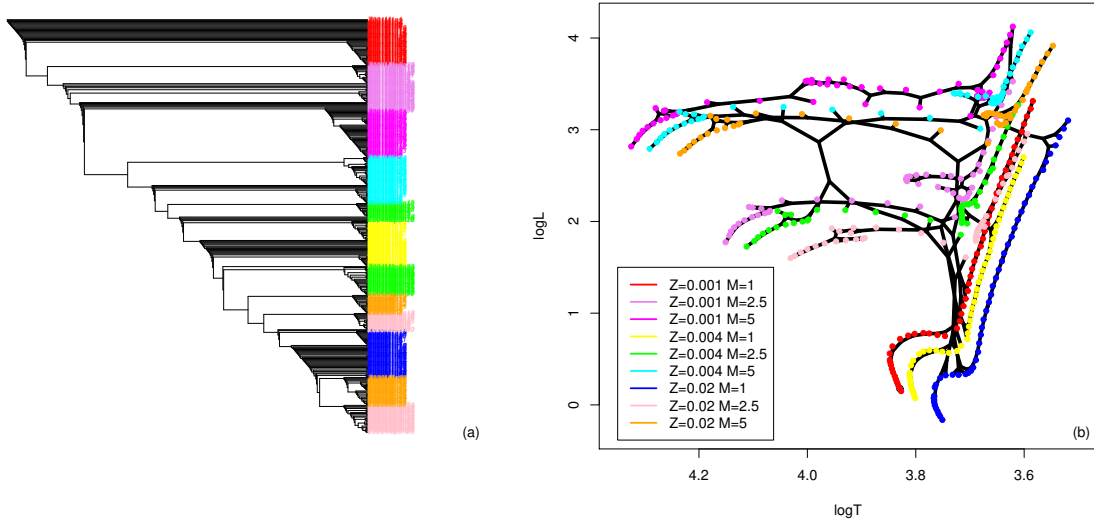 (a)
logL
4
3
2
1
0
Z=0.001 M=1
Z=0.001 M=2.5
Z=0.001 M=5
Z=0.004 M=1
Z=0.004 M=2.5
Z=0.004 M=5
Z=0.02 M=1
Z=0.02 M=2.5
Z=0.02 M=5
(b)
4.2 4.0 3.8 3.6
logT